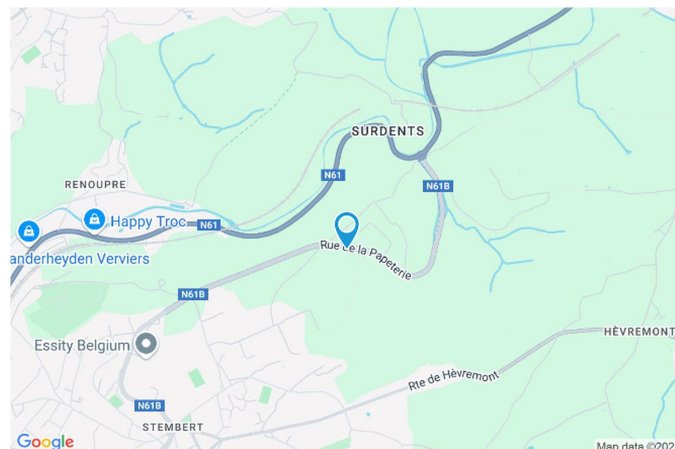 SURDENTS
RENOUPRE
N61
N61B
Happy Troc
N61
anderheyden Verviers
Rue de la Papeterie
N61B
HÈVREMONT
Essity Belgium
Rte de Hèvremont
N61B
STEMBERT
Google
Map data ©202